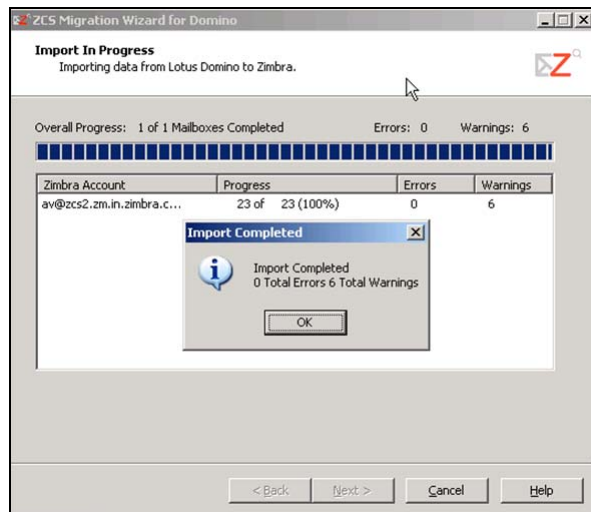 ZCS Migration Wizard for Domino
Import In Progress
Importing data from Lotus Domino to Zimbra.
Z
Overall Progress: 1 of 1 Mailboxes Completed Errors: 0 Warnings: 6
Zimbra Account Progress Errors Warnings
av@zcs2.zm.in.zimbra.c... 23 of 23 (100%) 0 6
Import Completed
Import Completed
0 Total Errors 6 Total Warnings
OK
< Back Next > Cancel Help